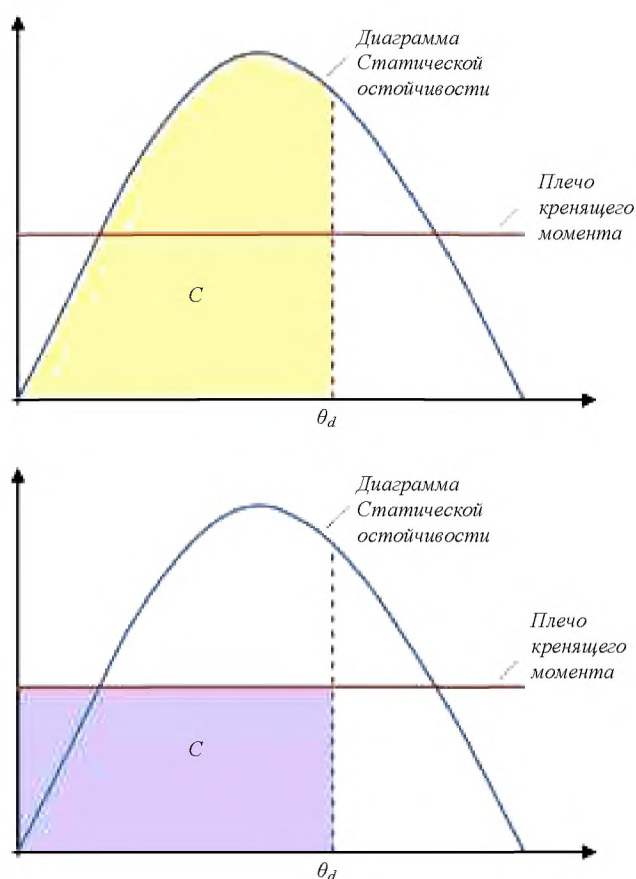 Диаграмма
Статической
остойчивости
Плечо
кренящего
момента
C
θd
Диаграмма
Статической
остойчивости
Плечо
кренящего
момента
C
θd